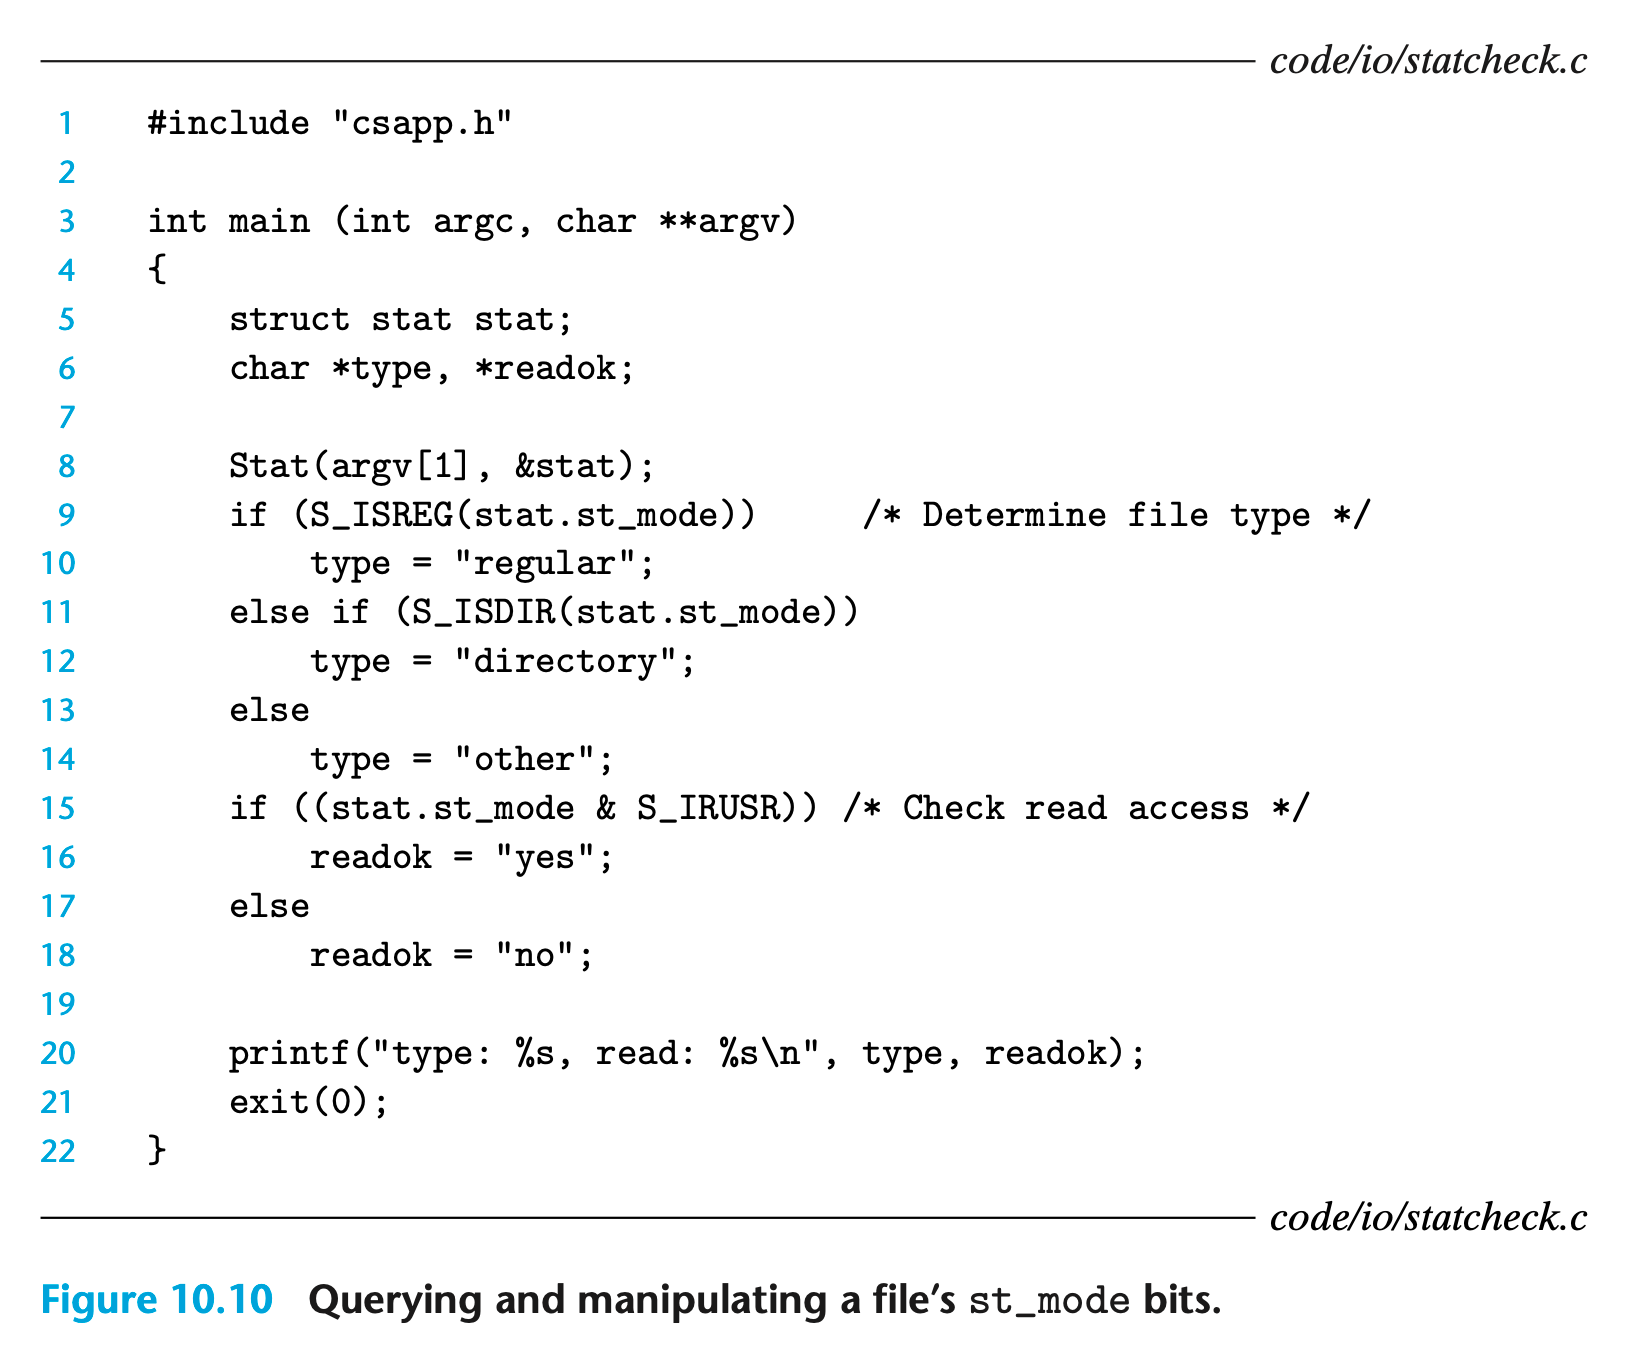 code/io/statcheck.c
1 #include "csapp.h"
2
3 int main (int argc, char **argv)
4 {
5     struct stat stat;
6     char *type, *readok;
7
8     Stat(argv[1], &stat);
9     if (S_ISREG(stat.st_mode))     /* Determine file type */
10         type = "regular";
11     else if (S_ISDIR(stat.st_mode))
12         type = "directory";
13     else
14         type = "other";
15     if ((stat.st_mode & S_IRUSR)) /* Check read access */
16         readok = "yes";
17     else
18         readok = "no";
19
20     printf("type: %s, read: %s\n", type, readok);
21     exit(0);
22 }
code/io/statcheck.c
Figure 10.10 Querying and manipulating a file’s st_mode bits.